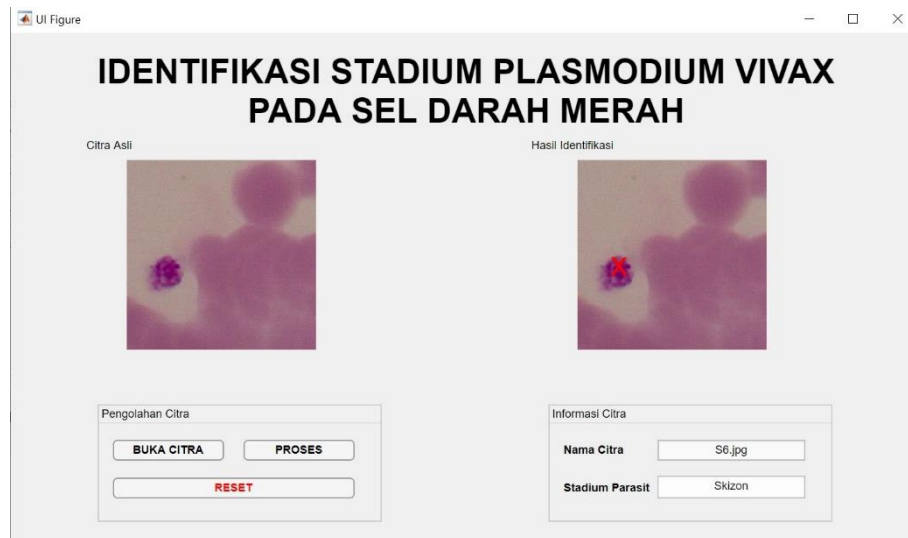 UI Figure
IDENTIFIKASI STADIUM PLASMODIUM VIVAX
PADA SEL DARAH MERAH
Citra Asli
Hasil Identifikasi
X
Pengolahan Citra
BUKA CITRA
PROSES
RESET
Informasi Citra
Nama Citra
S6.jpg
Stadium Parasit
Skizon